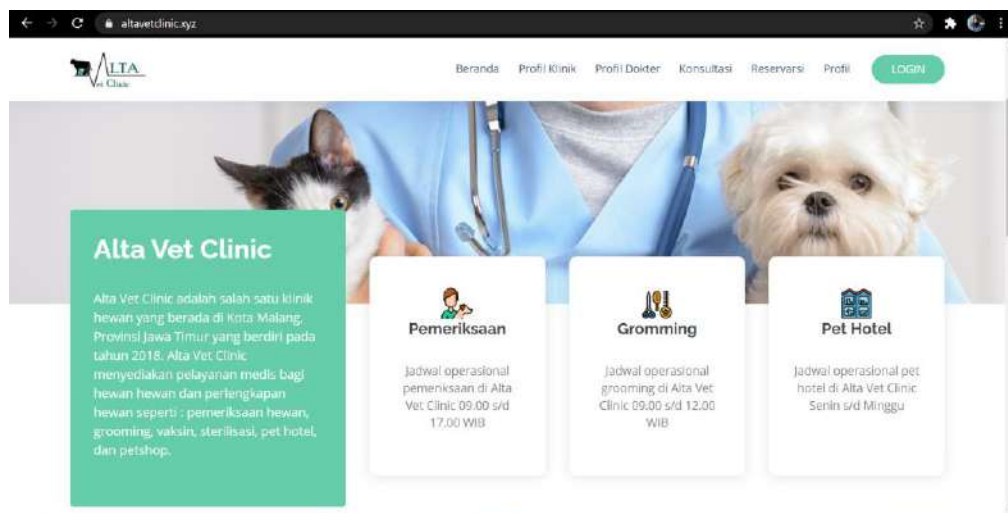 altavetclinic.xyz
ALTA
Vet Clinic
Beranda Profil Klinik Profil Dokter Konsultasi Reservarsi Profil LOGIN
Alta Vet Clinic
Alta Vet Clinic adalah salah satu klinik
hewan yang berada di Kota Malang,
Provinsi Jawa Timur yang berdiri pada
tahun 2018. Alta Vet Clinic
menyediakan pelayanan medis bagi
hewan hewan dan perlengkapan
hewan seperti : pemeriksaan hewan,
grooming, vaksin, sterilisasi, pet hotel,
dan petshop.
Pemeriksaan
Jadwal operasional
pemeriksaan di Alta
Vet Clinic 09.00 s/d
17.00 WIB
Gromming
Jadwal operasional
grooming di Alta Vet
Clinic 09.00 s/d 12.00
WIB
Pet Hotel
Jadwal operasional pet
hotel di Alta Vet Clinic
Senin s/d Minggu